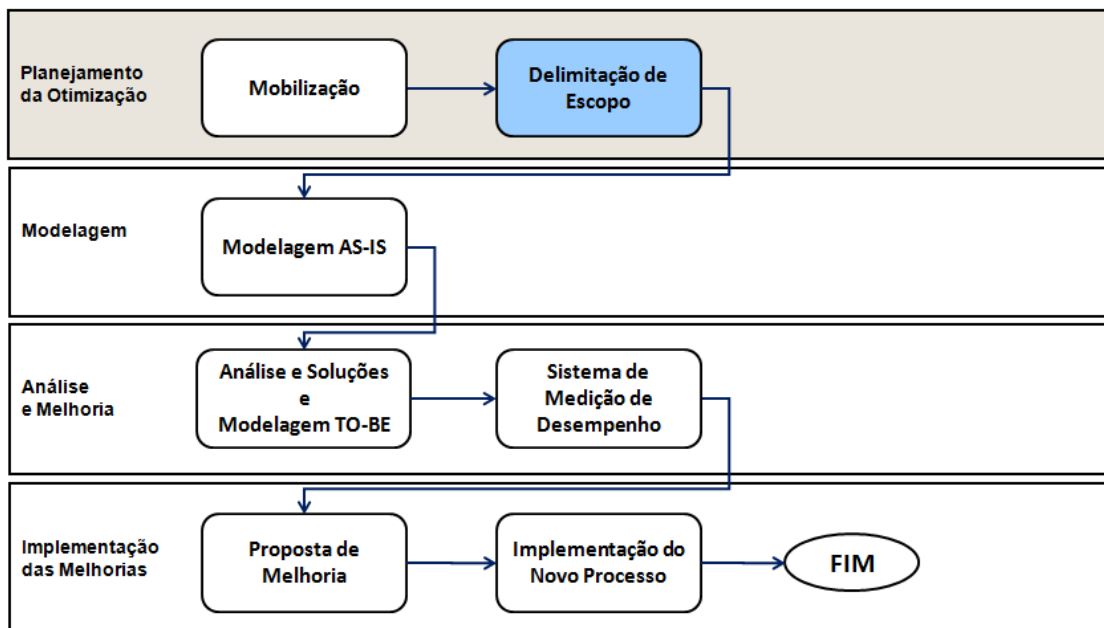 Planejamento
da Otimização
Mobilização
Delimitação de
Escopo
Modelagem
Modelagem AS-IS
Análise
e Melhoria
Análise e Soluções
e
Modelagem TO-BE
Sistema de
Medição de
Desempenho
Implementação
das Melhorias
Proposta de
Melhoria
Implementação do
Novo Processo
FIM